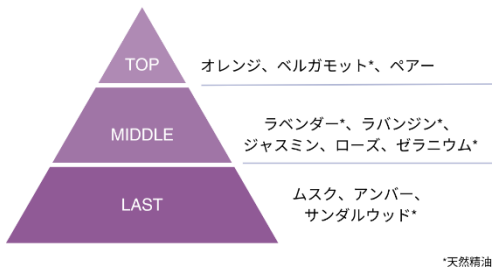 TOP
オレンジ、ベルガモット*、ペアー
MIDDLE
ラベンダー*、ラバンジン*、
ジャスミン、ローズ、ゼラニウム*
LAST
ムスク、アンバー、
サンダルウッド*
*天然精油